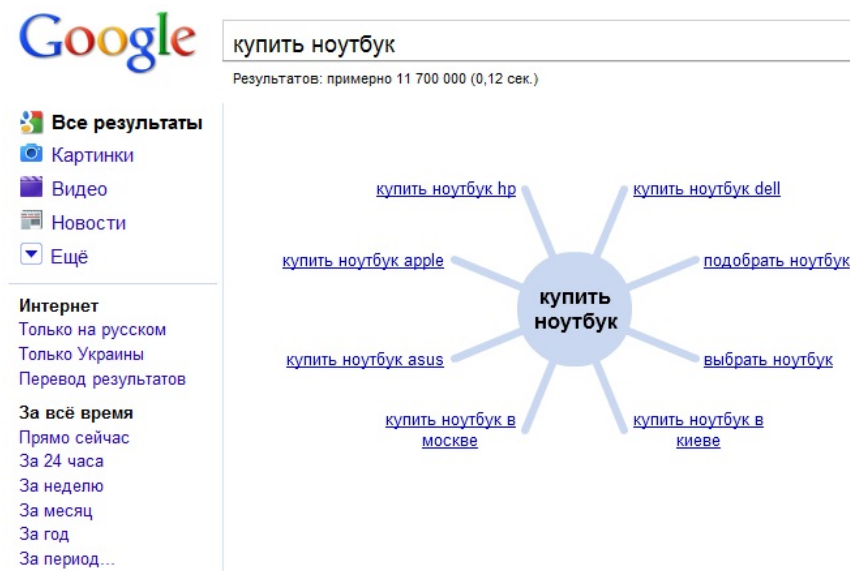 Google
купить ноутбук
Результатов: примерно 11 700 000 (0,12 сек.)
Все результаты
Картинки
Видео
Новости
Ещё
Интернет
Только на русском
Только Украины
Перевод результатов
За всё время
Прямо сейчас
За 24 часа
За неделю
За месяц
За год
За период...
купить ноутбук hp
купить ноутбук dell
купить ноутбук apple
подобрать ноутбук
купить
ноутбук
купить ноутбук asus
выбрать ноутбук
купить ноутбук в
москве
купить ноутбук в
киеве